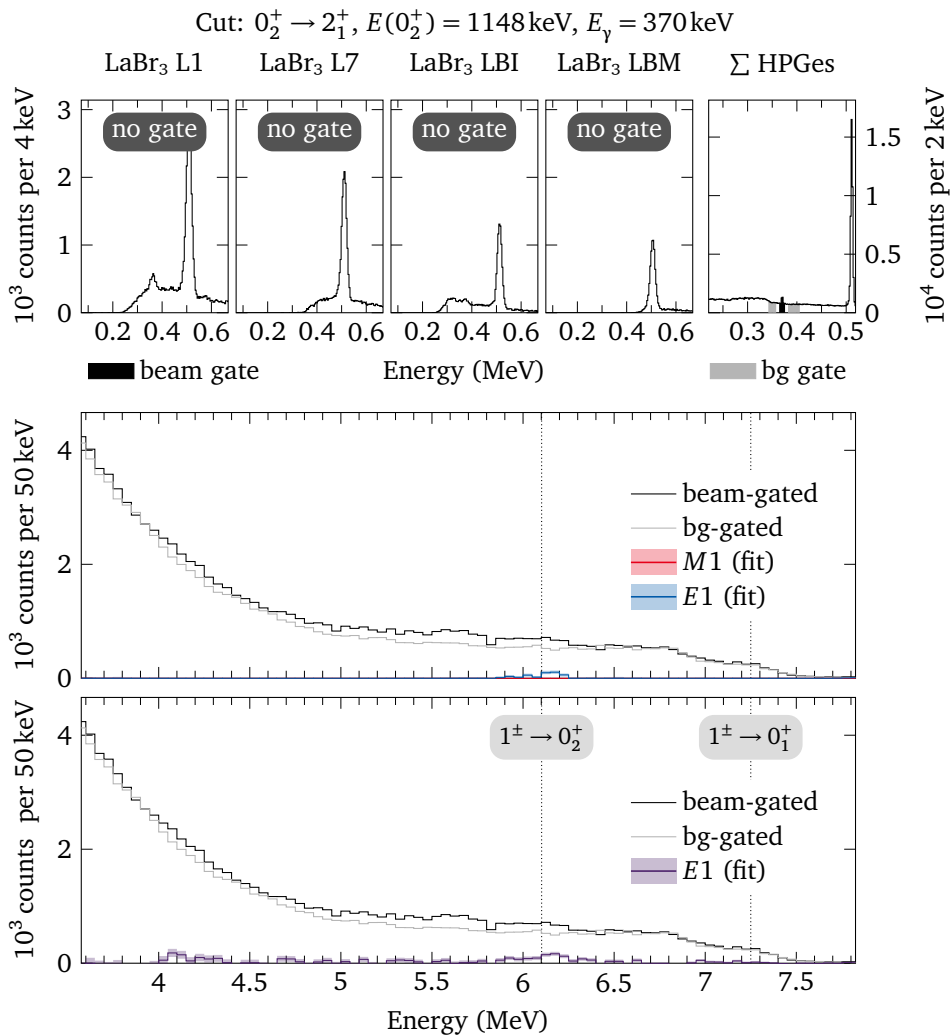 Cut: 0₂⁺ → 2₁⁺, E(0₂⁺) = 1148 keV, E_γ = 370 keV
LaBr₃ L1 LaBr₃ L7 LaBr₃ LBI LaBr₃ LBM ∑ HPGes
no gate no gate no gate no gate
10³ counts per 4 keV
3
2
1
0
10⁴ counts per 2 keV
1.5
1
0.5
0
0.2 0.4 0.6 0.2 0.4 0.6 0.2 0.4 0.6 0.2 0.4 0.6 0.3 0.4 0.5
beam gate Energy (MeV) bg gate
10³ counts per 50 keV
4
2
0
beam-gated
bg-gated
M1 (fit)
E1 (fit)
10³ counts per 50 keV
4
2
0
1± → 0₂⁺ 1± → 0₁⁺
beam-gated
bg-gated
E1 (fit)
4 4.5 5 5.5 6 6.5 7 7.5
Energy (MeV)